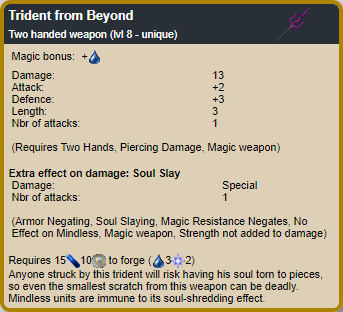 Trident from Beyond
Two handed weapon (lvl 8 - unique)
Magic bonus: +
Damage: 13
Attack: +2
Defence: +3
Length: 3
Nbr of attacks: 1
(Requires Two Hands, Piercing Damage, Magic weapon)
Extra effect on damage: Soul Slay
Damage: Special
Nbr of attacks: 1
(Armor Negating, Soul Slaying, Magic Resistance Negates, No
Effect on Mindless, Magic weapon, Strength not added to damage)
Requires 15 10 to forge ( 3 2)
Anyone struck by this trident will risk having his soul torn to pieces,
so even the smallest scratch from this weapon can be deadly.
Mindless units are immune to its soul-shredding effect.